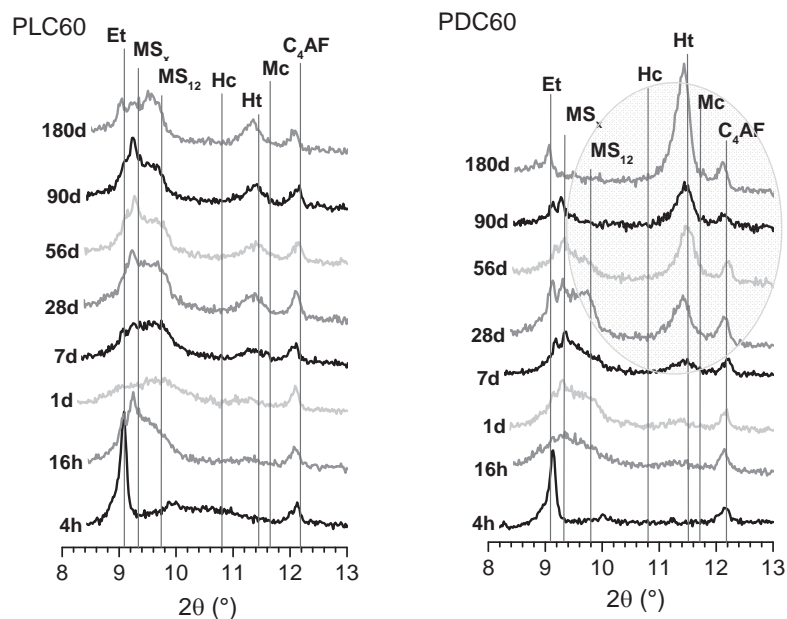 PLC60
Et
MSₓ
MS₁₂
Hc
Ht
Mc
C₄AF
180d
90d
56d
28d
7d
1d
16h
4h
8 9 10 11 12 13
2θ (°)
PDC60
Et
MSₓ
MS₁₂
Hc
Ht
Mc
C₄AF
180d
90d
56d
28d
7d
1d
16h
4h
8 9 10 11 12 13
2θ (°)